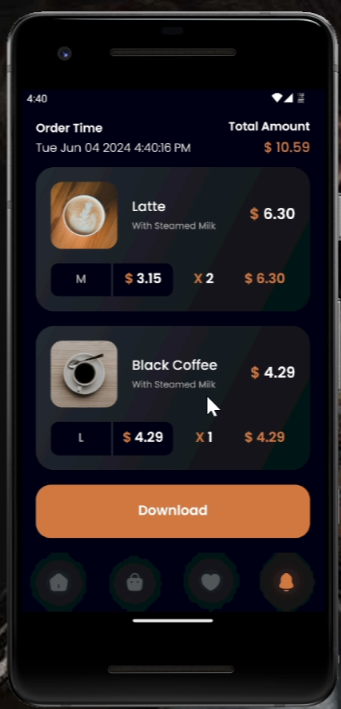 4:40
Order Time
Total Amount
Tue Jun 04 2024 4:40:16 PM
$ 10.59
Latte
With Steamed Milk
$ 6.30
M
$ 3.15
X 2
$ 6.30
Black Coffee
With Steamed Milk
$ 4.29
L
$ 4.29
X 1
$ 4.29
Download